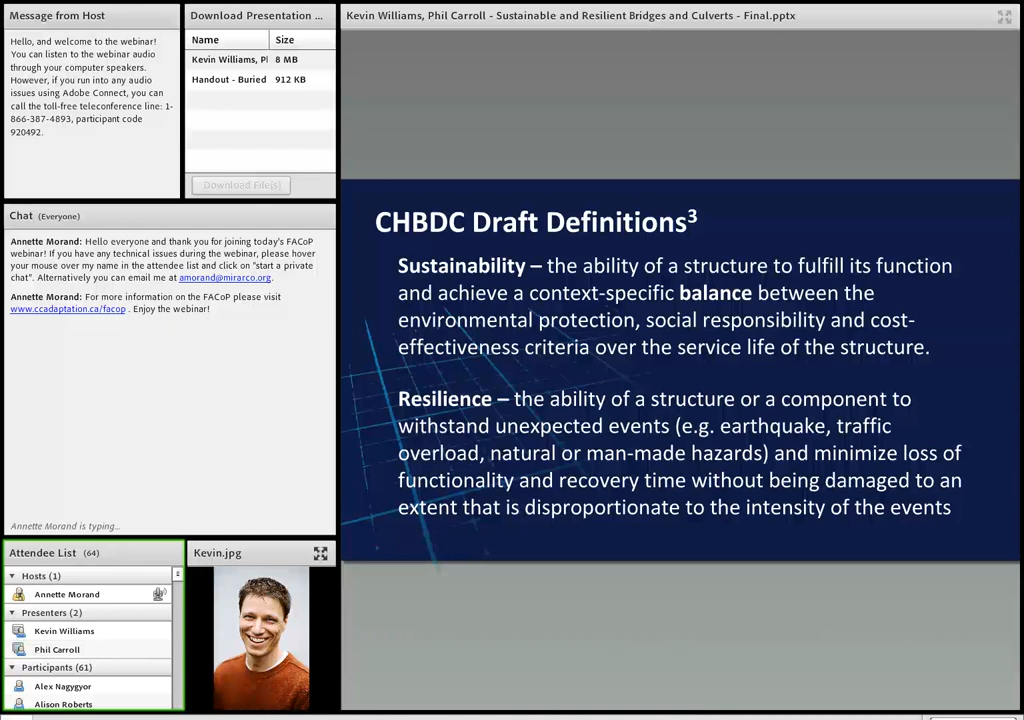 Message from Host
Hello, and welcome to the webinar!
You can listen to the webinar audio
through your computer speakers.
However, if you run into any audio
issues using Adobe Connect, you can
call the toll-free teleconference line: 1-
866-387-4893, participant code
920492.
Download Presentation ...
Name Size
Kevin Williams, Pl 8 MB
Handout - Buried 912 KB
Download File(s)
Chat (Everyone)
Annette Morand: Hello everyone and thank you for joining today's FACoP
webinar! If you have any technical issues during the webinar, please hover
your mouse over my name in the attendee list and click on "start a private
chat". Alternatively you can email me at amorand@mirarco.org.
Annette Morand: For more information on the FACoP please visit
www.ccadaptation.ca/facop . Enjoy the webinar!
Annette Morand is typing...
Attendee List (64)
Hosts (1)
Annette Morand
Presenters (2)
Kevin Williams
Phil Carroll
Participants (61)
Alex Nagygyor
Alison Roberts
Kevin.jpg
Kevin Williams, Phil Carroll - Sustainable and Resilient Bridges and Culverts - Final.pptx
CHBDC Draft Definitions³
Sustainability – the ability of a structure to fulfill its function
and achieve a context-specific balance between the
environmental protection, social responsibility and cost-
effectiveness criteria over the service life of the structure.
Resilience – the ability of a structure or a component to
withstand unexpected events (e.g. earthquake, traffic
overload, natural or man-made hazards) and minimize loss of
functionality and recovery time without being damaged to an
extent that is disproportionate to the intensity of the events